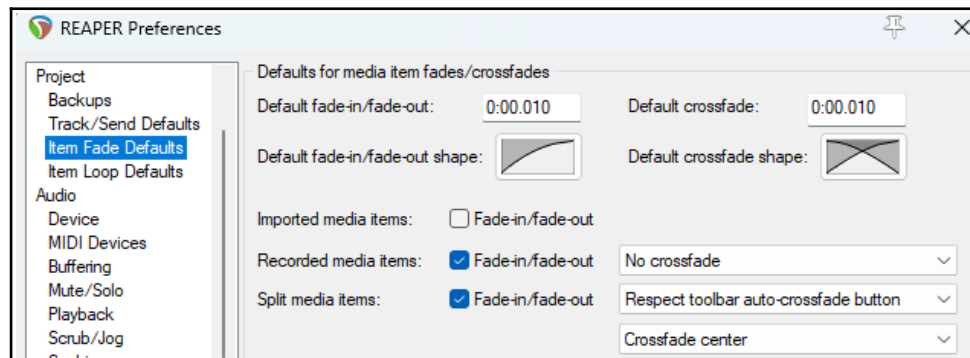 REAPER Preferences
Project
Backups
Track/Send Defaults
Item Fade Defaults
Item Loop Defaults
Audio
Device
MIDI Devices
Buffering
Mute/Solo
Playback
Scrub/Jog
Defaults for media item fades/crossfades
Default fade-in/fade-out: 0:00.010 Default crossfade: 0:00.010
Default fade-in/fade-out shape: Default crossfade shape:
Imported media items: Fade-in/fade-out
Recorded media items: Fade-in/fade-out No crossfade
Split media items: Fade-in/fade-out Respect toolbar auto-crossfade button
Crossfade center